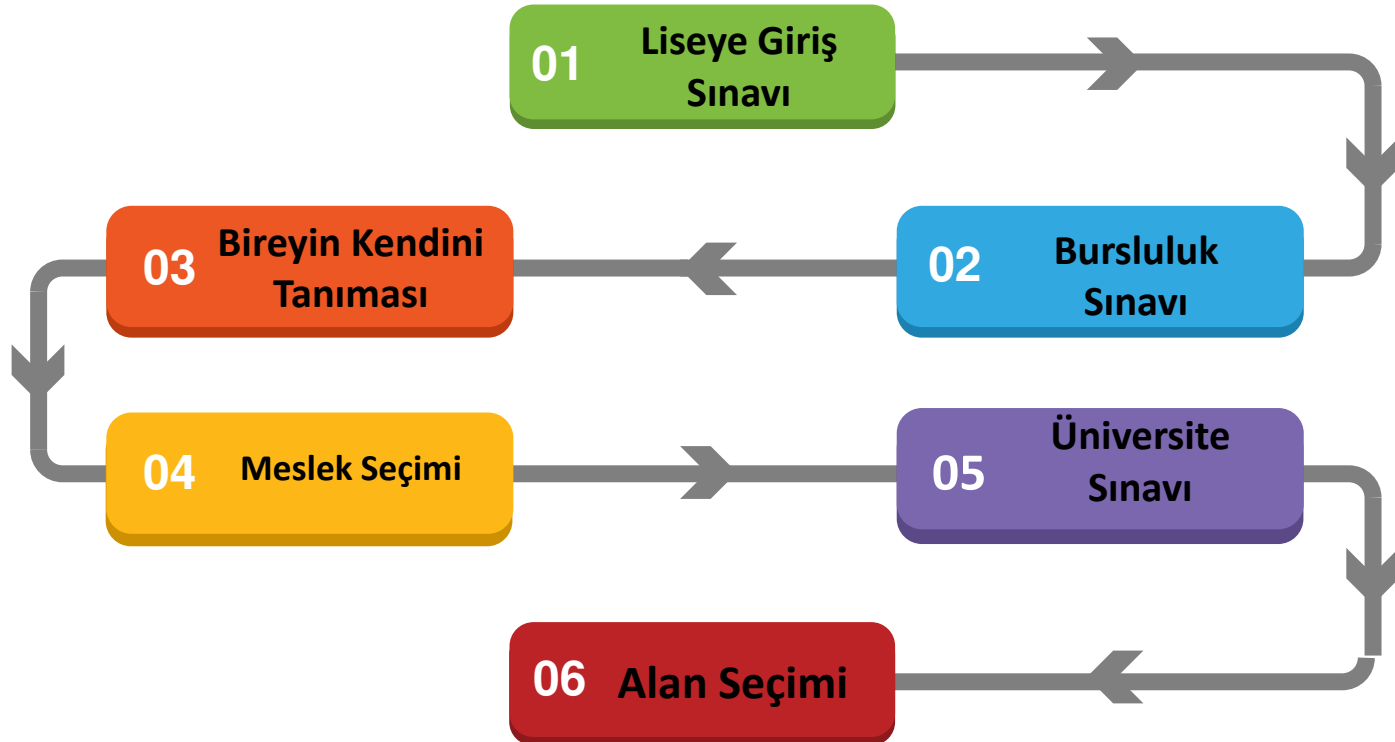 01 Liseye Giriş
Sınavı
02 Bursluluk
Sınavı
03 Bireyin Kendini
Tanıması
04 Meslek Seçimi
05 Üniversite
Sınavı
06 Alan Seçimi